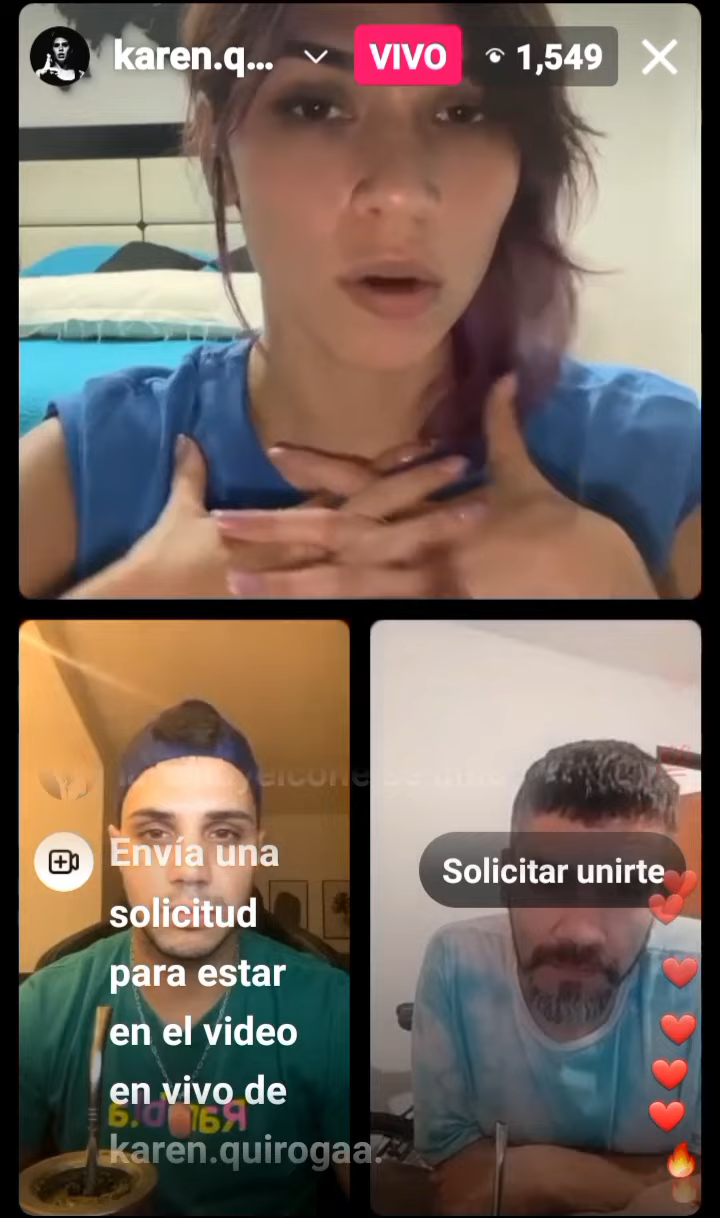 karen.q...
VIVO
1,549
Envía una
solicitud
para estar
en el video
en vivo de
karen.quirogaa.
Solicitar unirte